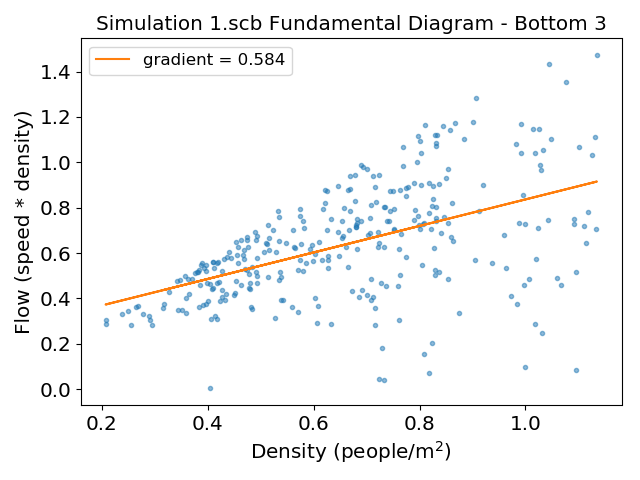 Simulation 1.scb Fundamental Diagram - Bottom 3
gradient = 0.584
Flow (speed * density)
1.4
1.2
1.0
0.8
0.6
0.4
0.2
0.0
0.2 0.4 0.6 0.8 1.0
Density (people/m²)